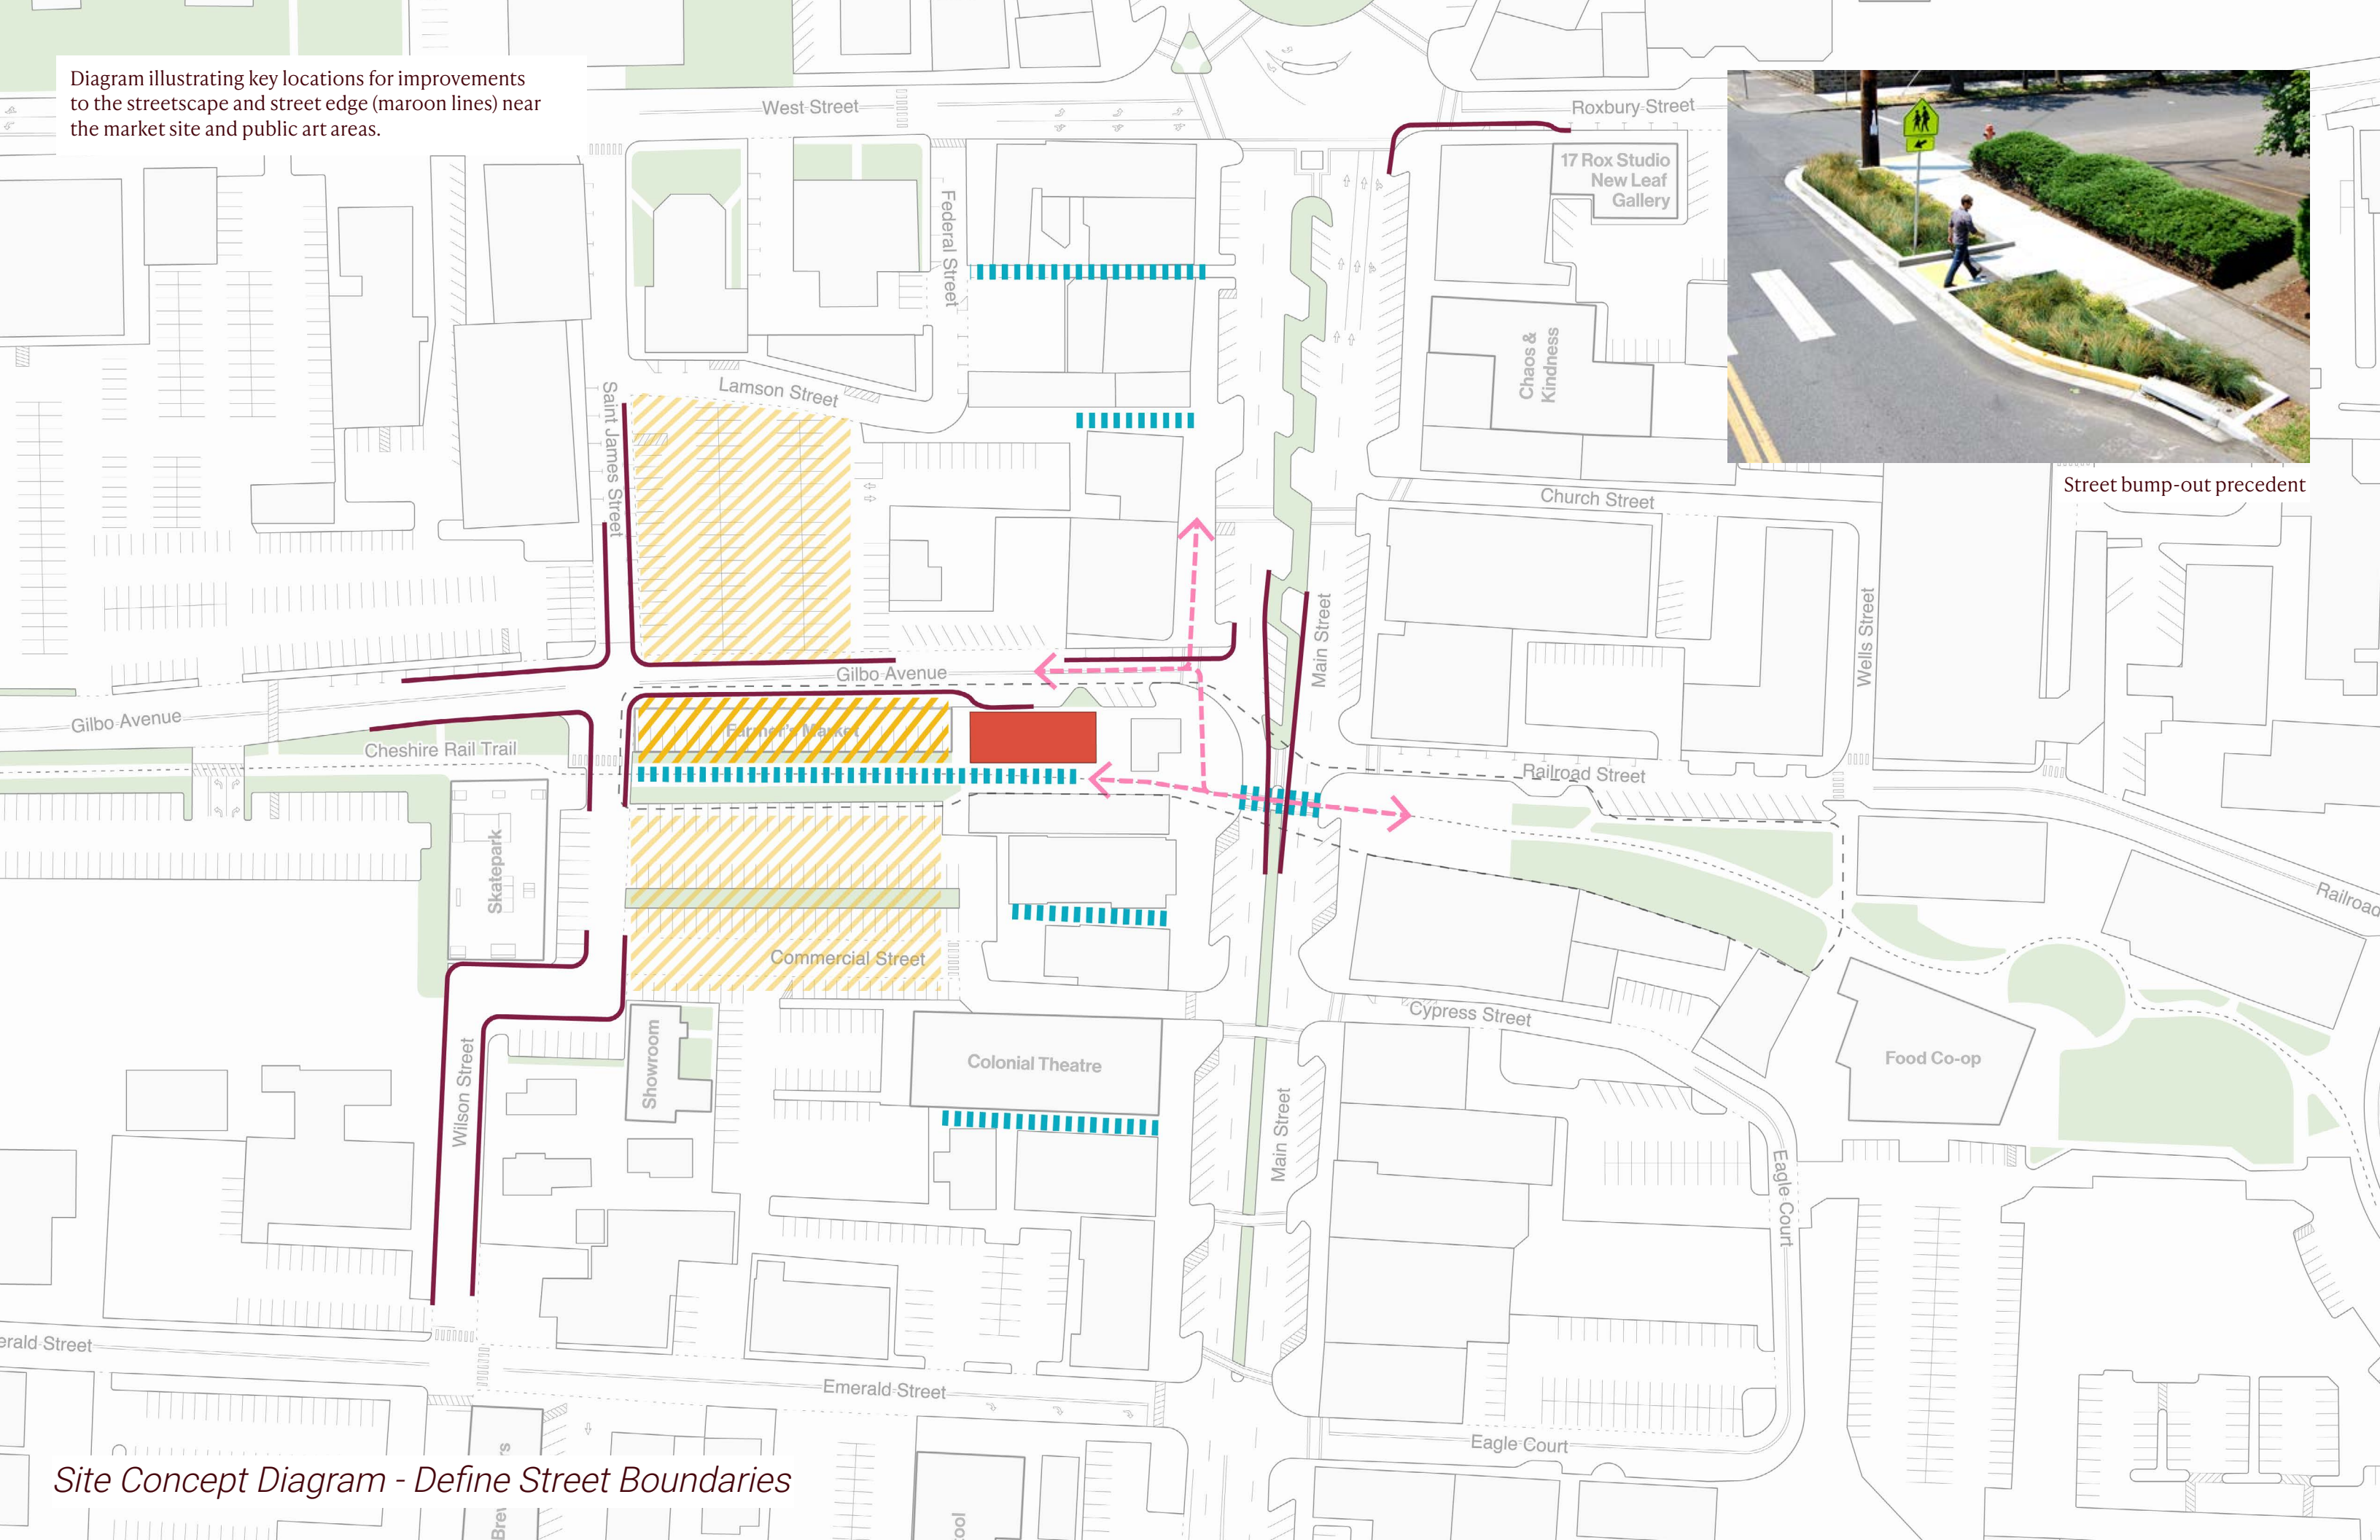 Diagram illustrating key locations for improvements
to the streetscape and street edge (maroon lines) near
the market site and public art areas.
West Street
Roxbury Street
17 Rox Studio
New Leaf
Gallery
Federal Street
Chaos &
Kindness
Lamson Street
Saint James Street
Church Street
Street bump-out precedent
Main Street
Wells Street
Gilbo Avenue
Gilbo Avenue
Farmer's Market
Cheshire Rail Trail
Railroad Street
Skatepark
Railroad
Commercial Street
Cypress Street
Showroom
Colonial Theatre
Food Co-op
Wilson Street
Main Street
Eagle Court
erald Street
Emerald Street
Eagle Court
Site Concept Diagram - Define Street Boundaries